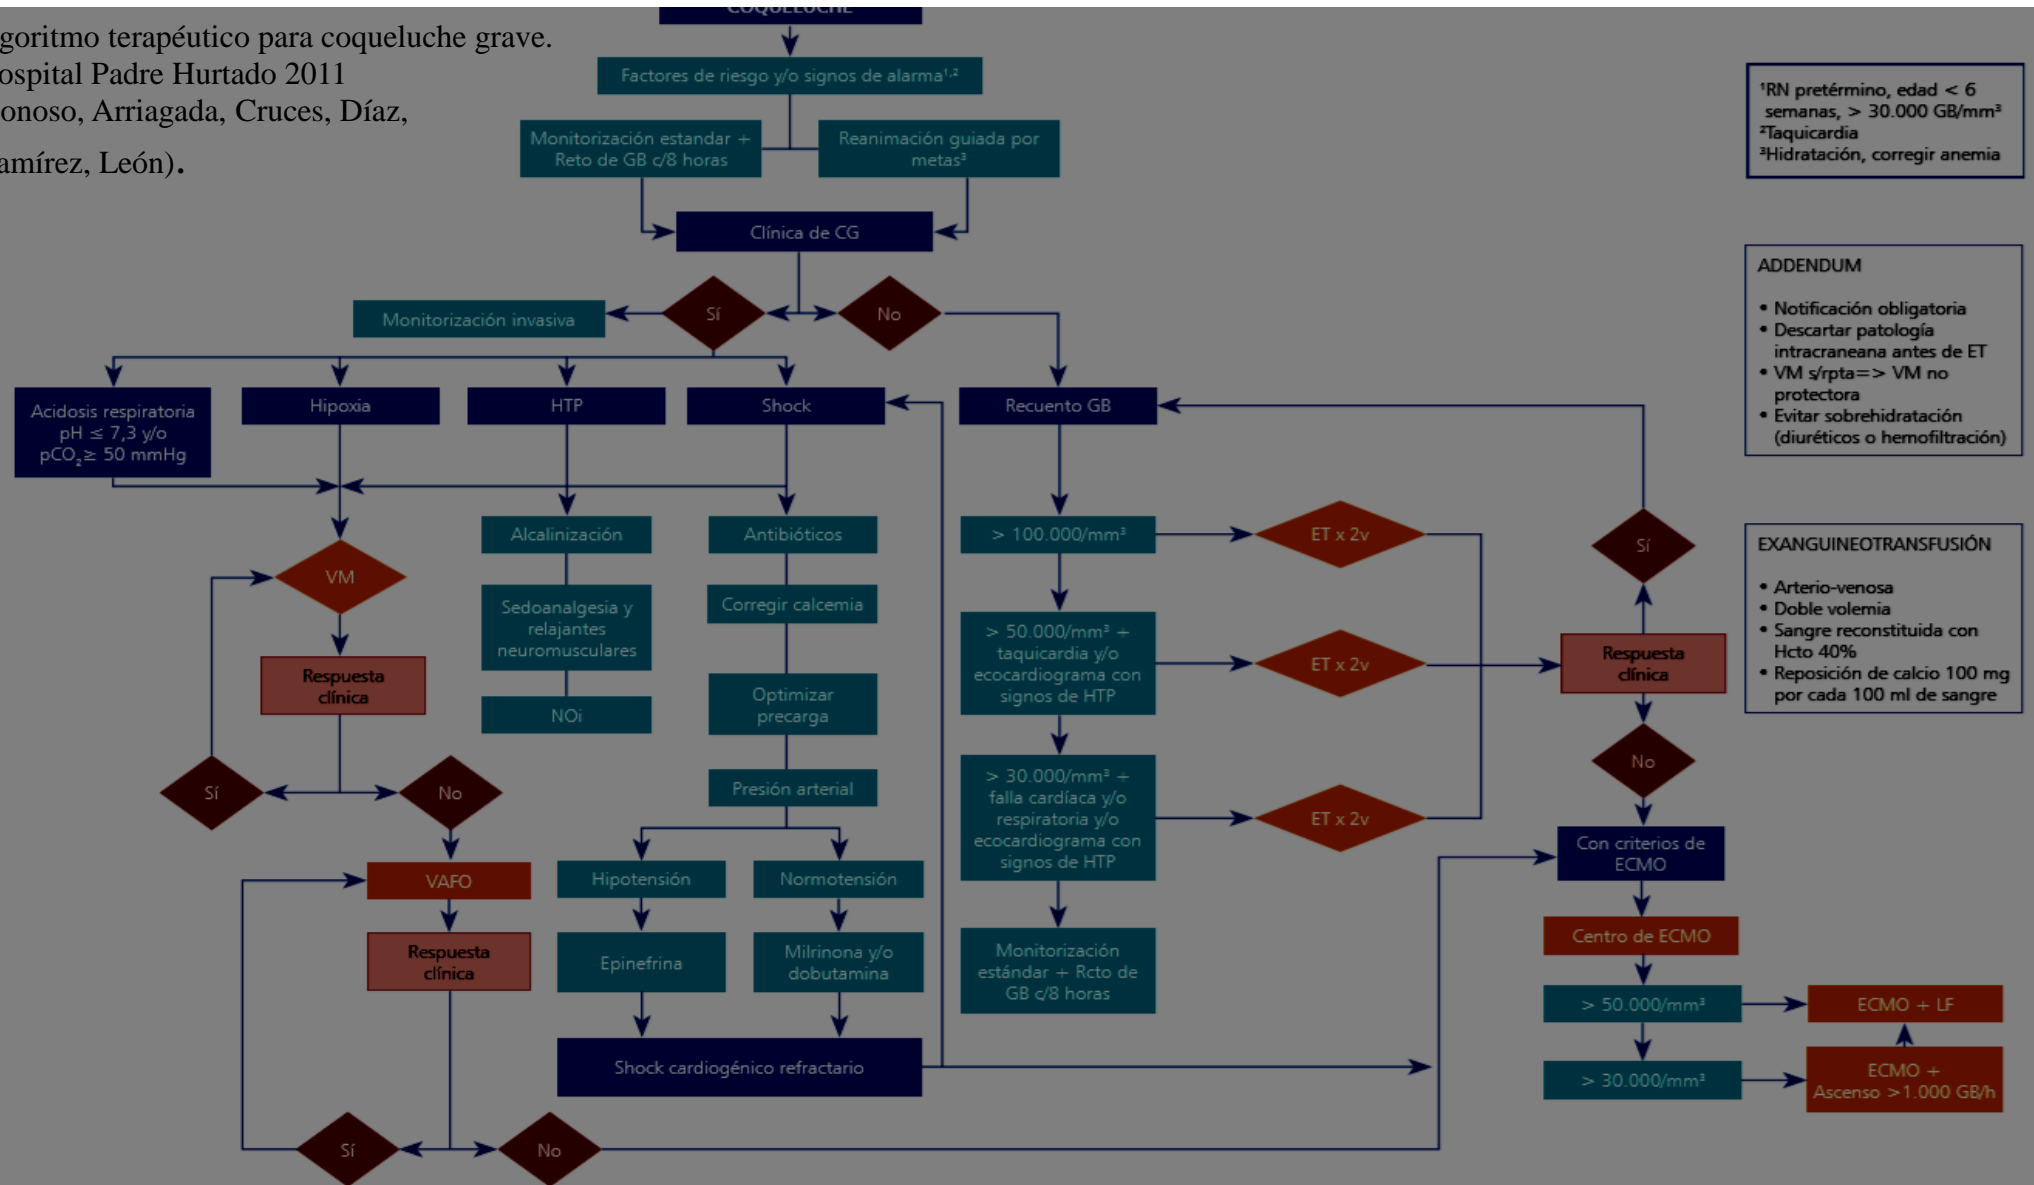 goritmo terapéutico para coqueluche grave.
ospital Padre Hurtado 2011
onoso, Arriagada, Cruces, Díaz,
amírez, León).
COQUELUCHE
Factores de riesgo y/o signos de alarma¹·²
Monitorización estandar +
Reto de GB c/8 horas
Reanimación guiada por
metas³
Clínica de CG
Sí
No
Monitorización invasiva
Acidosis respiratoria
pH ≤ 7,3 y/o
pCO₂≥ 50 mmHg
Hipoxia
HTP
Shock
Recuento GB
VM
Respuesta
clínica
Sí
No
VAFO
Respuesta
clínica
Sí
No
Alcalinización
Sedoanalgesia y
relajantes
neuromusculares
NOi
Antibióticos
Corregir calcemia
Optimizar
precarga
Presión arterial
Hipotensión
Normotensión
Epinefrina
Milrinona y/o
dobutamina
Shock cardiogénico refractario
> 100.000/mm³
ET x 2v
> 50.000/mm³ +
taquicardia y/o
ecocardiograma con
signos de HTP
ET x 2v
> 30.000/mm³ +
falla cardíaca y/o
respiratoria y/o
ecocardiograma con
signos de HTP
ET x 2v
Monitorización
estándar + Rcto de
GB c/8 horas
Sí
Respuesta
clínica
No
Con criterios de
ECMO
Centro de ECMO
> 50.000/mm³
ECMO + LF
> 30.000/mm³
ECMO +
Ascenso >1.000 GB/h
¹RN pretérmino, edad < 6
semanas, > 30.000 GB/mm³
²Taquicardia
³Hidratación, corregir anemia
ADDENDUM
• Notificación obligatoria
• Descartar patología
intracraneana antes de ET
• VM s/rpta=> VM no
protectora
• Evitar sobrehidratación
(diuréticos o hemofiltración)
EXANGUINEOTRANSFUSIÓN
• Arterio-venosa
• Doble volemia
• Sangre reconstituida con
Hcto 40%
• Reposición de calcio 100 mg
por cada 100 ml de sangre